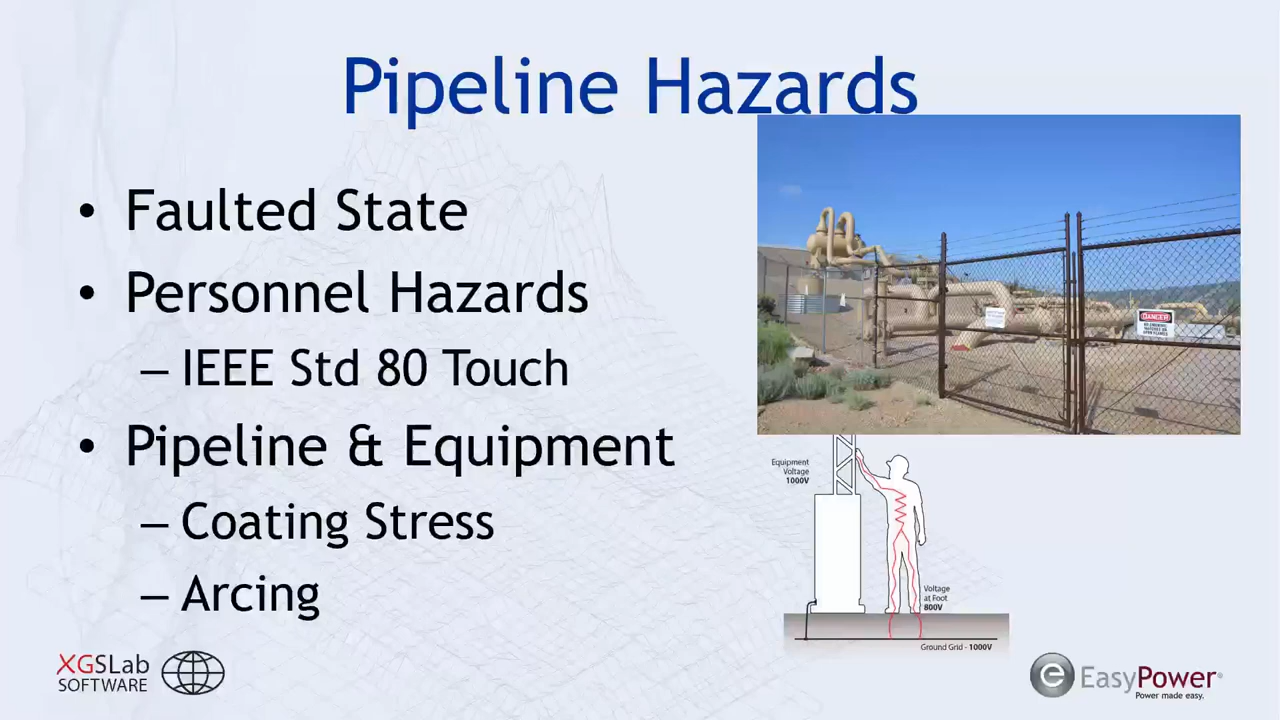 Pipeline Hazards
• Faulted State
• Personnel Hazards
– IEEE Std 80 Touch
• Pipeline & Equipment
– Coating Stress
– Arcing
DANGER
Equipment
Voltage
1000V
Voltage
at Foot
800V
Ground Grid - 1000V
XGSLab
SOFTWARE
e EasyPower®
Power made easy.